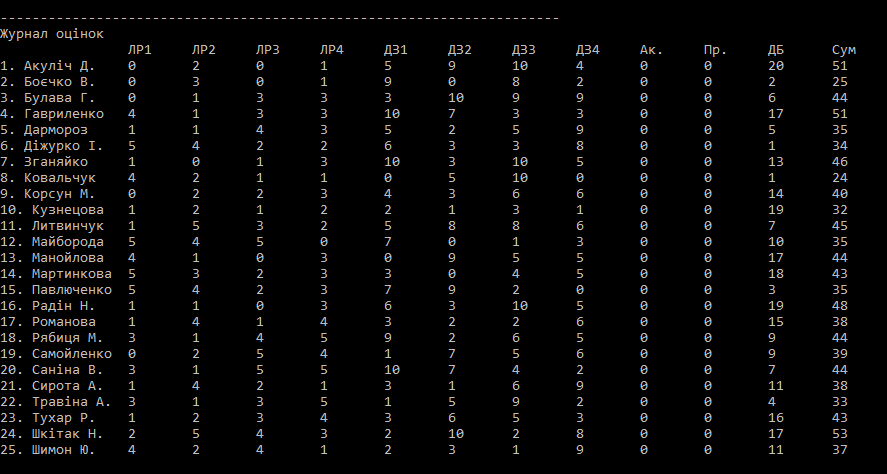 ----------------------------------------------------------------------
Журнал оцінок
ЛР1 ЛР2 ЛР3 ЛР4 ДЗ1 ДЗ2 ДЗ3 ДЗ4 Ак. Пр. ДБ Сум
1. Акуліч Д. 0 2 0 1 5 9 10 4 0 0 20 51
2. Боєчко В. 0 3 0 1 9 0 8 2 0 0 2 25
3. Булава Г. 0 1 3 3 3 10 9 9 0 0 6 44
4. Гавриленко 4 1 3 3 10 7 3 3 0 0 17 51
5. Дармороз 1 1 4 3 5 2 5 9 0 0 5 35
6. Діжурко І. 5 4 2 2 6 3 3 8 0 0 1 34
7. Зганяйко 1 0 1 3 10 3 10 5 0 0 13 46
8. Ковальчук 4 2 1 1 0 5 10 0 0 0 1 24
9. Корсун М. 0 2 2 3 4 3 6 6 0 0 14 40
10. Кузнецова 1 2 1 2 2 1 3 1 0 0 19 32
11. Литвинчук 1 5 3 2 5 8 8 6 0 0 7 45
12. Майборода 5 4 5 0 7 0 1 3 0 0 10 35
13. Манойлова 4 1 0 3 0 9 5 5 0 0 17 44
14. Мартинкова 5 3 2 3 3 0 4 5 0 0 18 43
15. Павлюченко 5 4 2 3 7 9 2 0 0 0 3 35
16. Радін Н. 1 1 0 3 6 3 10 5 0 0 19 48
17. Романова 1 4 1 4 3 2 2 6 0 0 15 38
18. Рябиця М. 3 1 4 5 9 2 6 5 0 0 9 44
19. Самойленко 0 2 5 4 1 7 5 6 0 0 9 39
20. Саніна В. 3 1 5 5 10 7 4 2 0 0 7 44
21. Сирота А. 1 4 2 1 3 1 6 9 0 0 11 38
22. Травіна А. 3 1 3 5 1 5 9 2 0 0 4 33
23. Тухар Р. 1 2 3 4 3 6 5 3 0 0 16 43
24. Шкітак Н. 2 5 4 3 2 10 2 8 0 0 17 53
25. Шимон Ю. 4 2 4 1 2 3 1 9 0 0 11 37